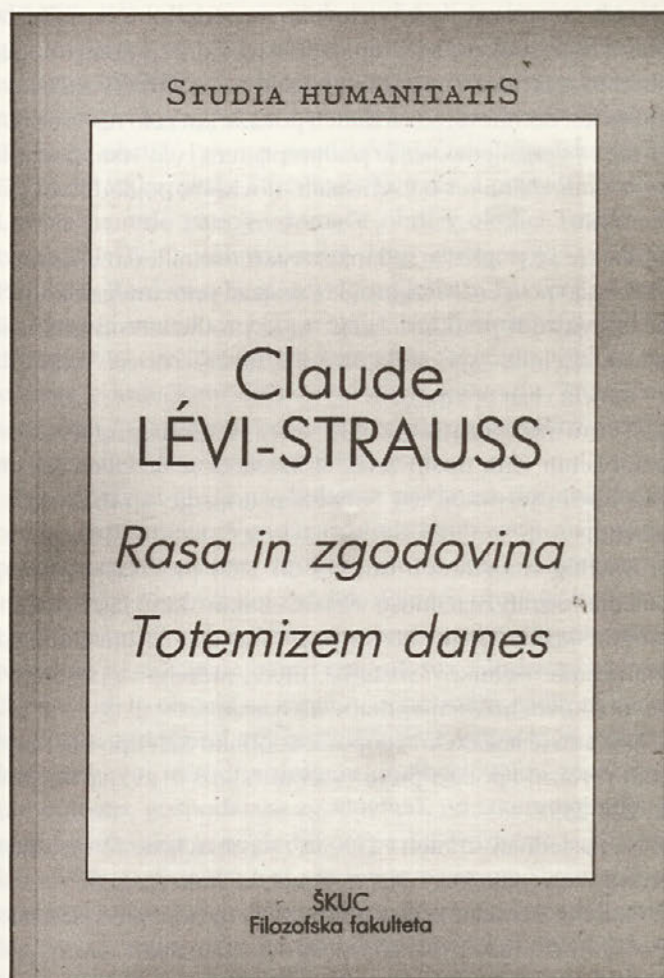 STUDIA HUMANITATIS
Claude
LÉVI-STRAUSS
Rasa in zgodovina
Totemizem danes
ŠKUC
Filozofska fakulteta